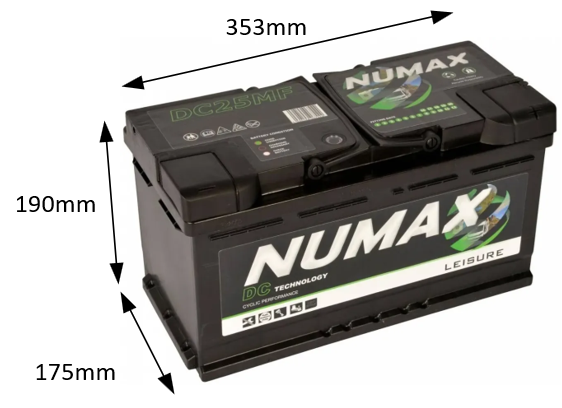 353mm
NUMAX
DC25MF
190mm
NUMAX
LEISURE
DC TECHNOLOGY
CYCLIC PERFORMANCE
175mm